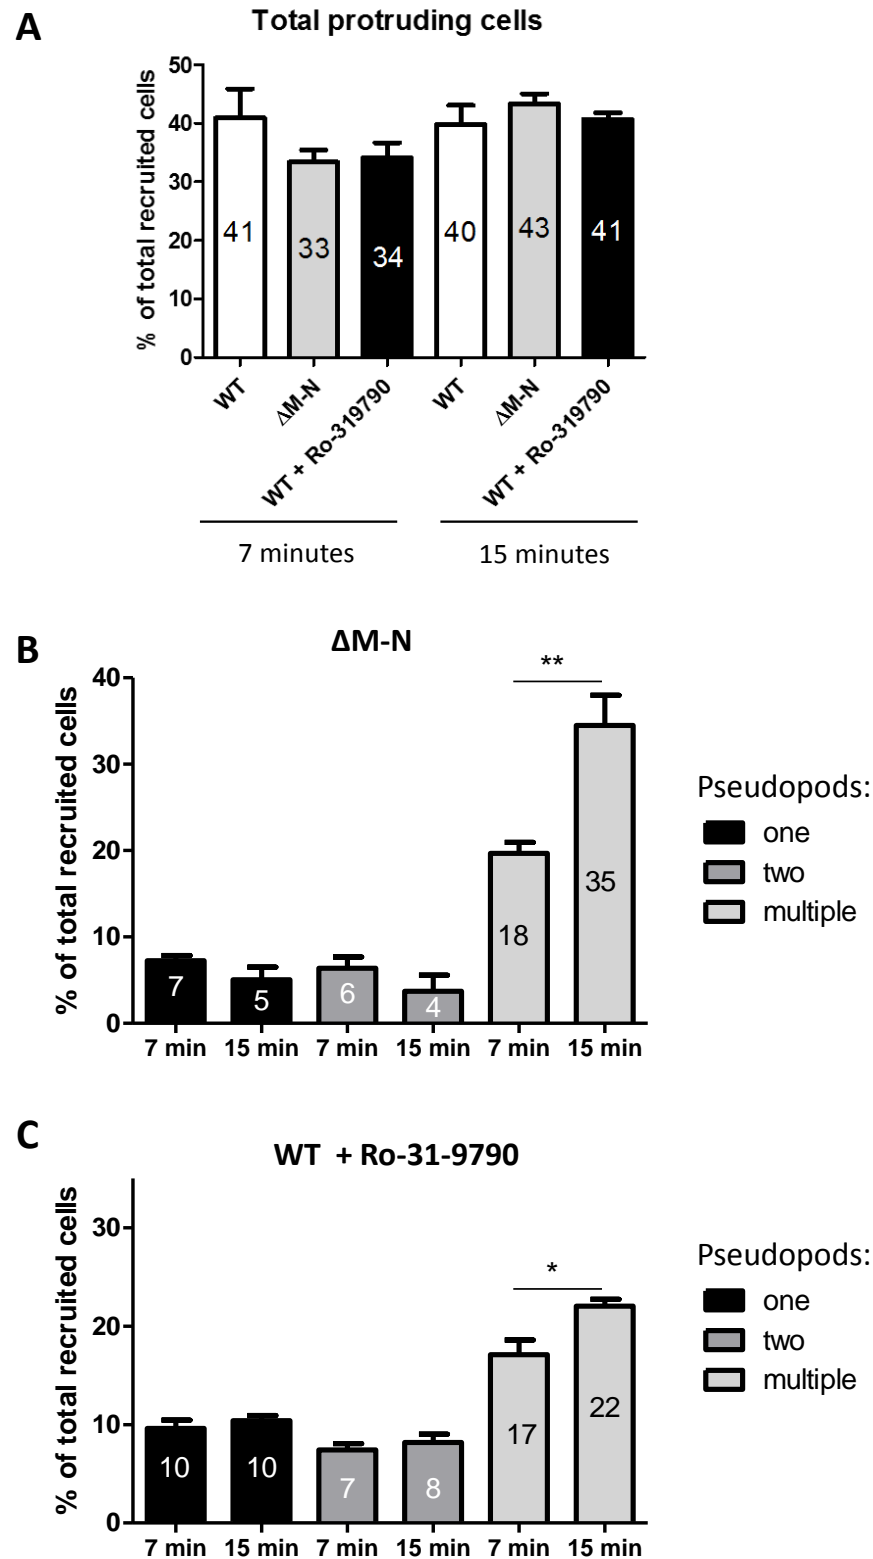 A
Total protruding cells
% of total recruited cells
50
40
30
20
10
0
41
33
34
40
43
41
WT
ΔM-N
WT + Ro-319790
WT
ΔM-N
WT + Ro-319790
7 minutes
15 minutes
B
ΔM-N
% of total recruited cells
40
30
20
10
0
**
7
5
6
4
18
35
7 min 15 min 7 min 15 min 7 min 15 min
Pseudopods:
one
two
multiple
C
WT + Ro-31-9790
% of total recruited cells
30
20
10
0
*
10
10
7
8
17
22
7 min 15 min 7 min 15 min 7 min 15 min
Pseudopods:
one
two
multiple